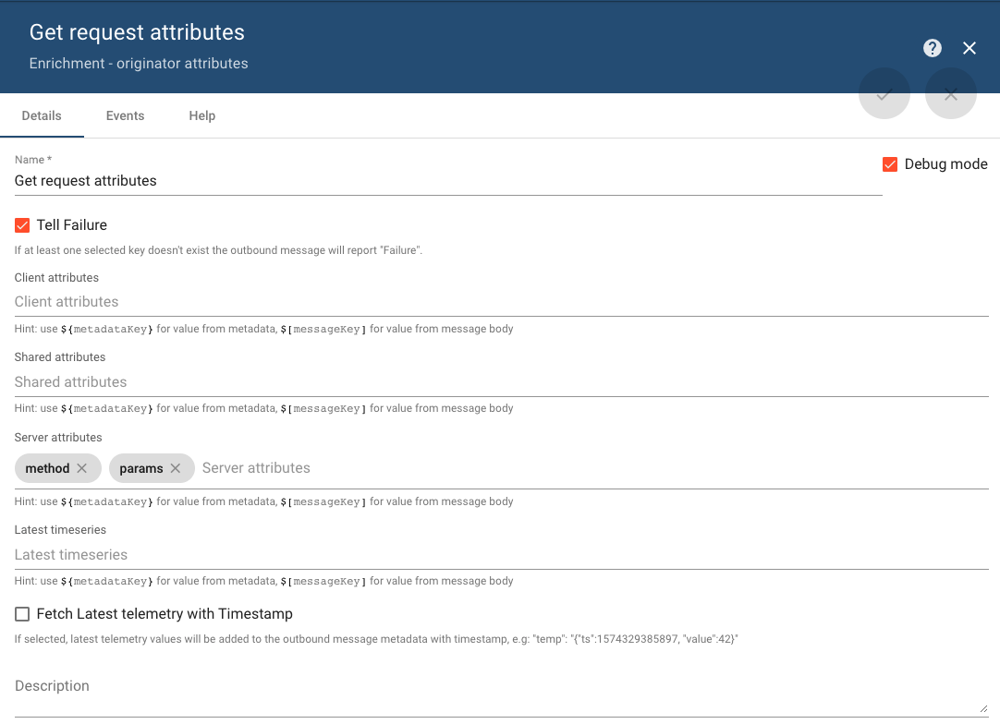 Get request attributes
Enrichment - originator attributes
Details Events Help
Name *
Get request attributes
Debug mode
Tell Failure
If at least one selected key doesn't exist the outbound message will report "Failure".
Client attributes
Client attributes
Hint: use ${metadataKey} for value from metadata, $[messageKey] for value from message body
Shared attributes
Shared attributes
Hint: use ${metadataKey} for value from metadata, $[messageKey] for value from message body
Server attributes
method params Server attributes
Hint: use ${metadataKey} for value from metadata, $[messageKey] for value from message body
Latest timeseries
Latest timeseries
Hint: use ${metadataKey} for value from metadata, $[messageKey] for value from message body
Fetch Latest telemetry with Timestamp
If selected, latest telemetry values will be added to the outbound message metadata with timestamp, e.g: "temp": "{"ts":1574329385897, "value":42}"
Description